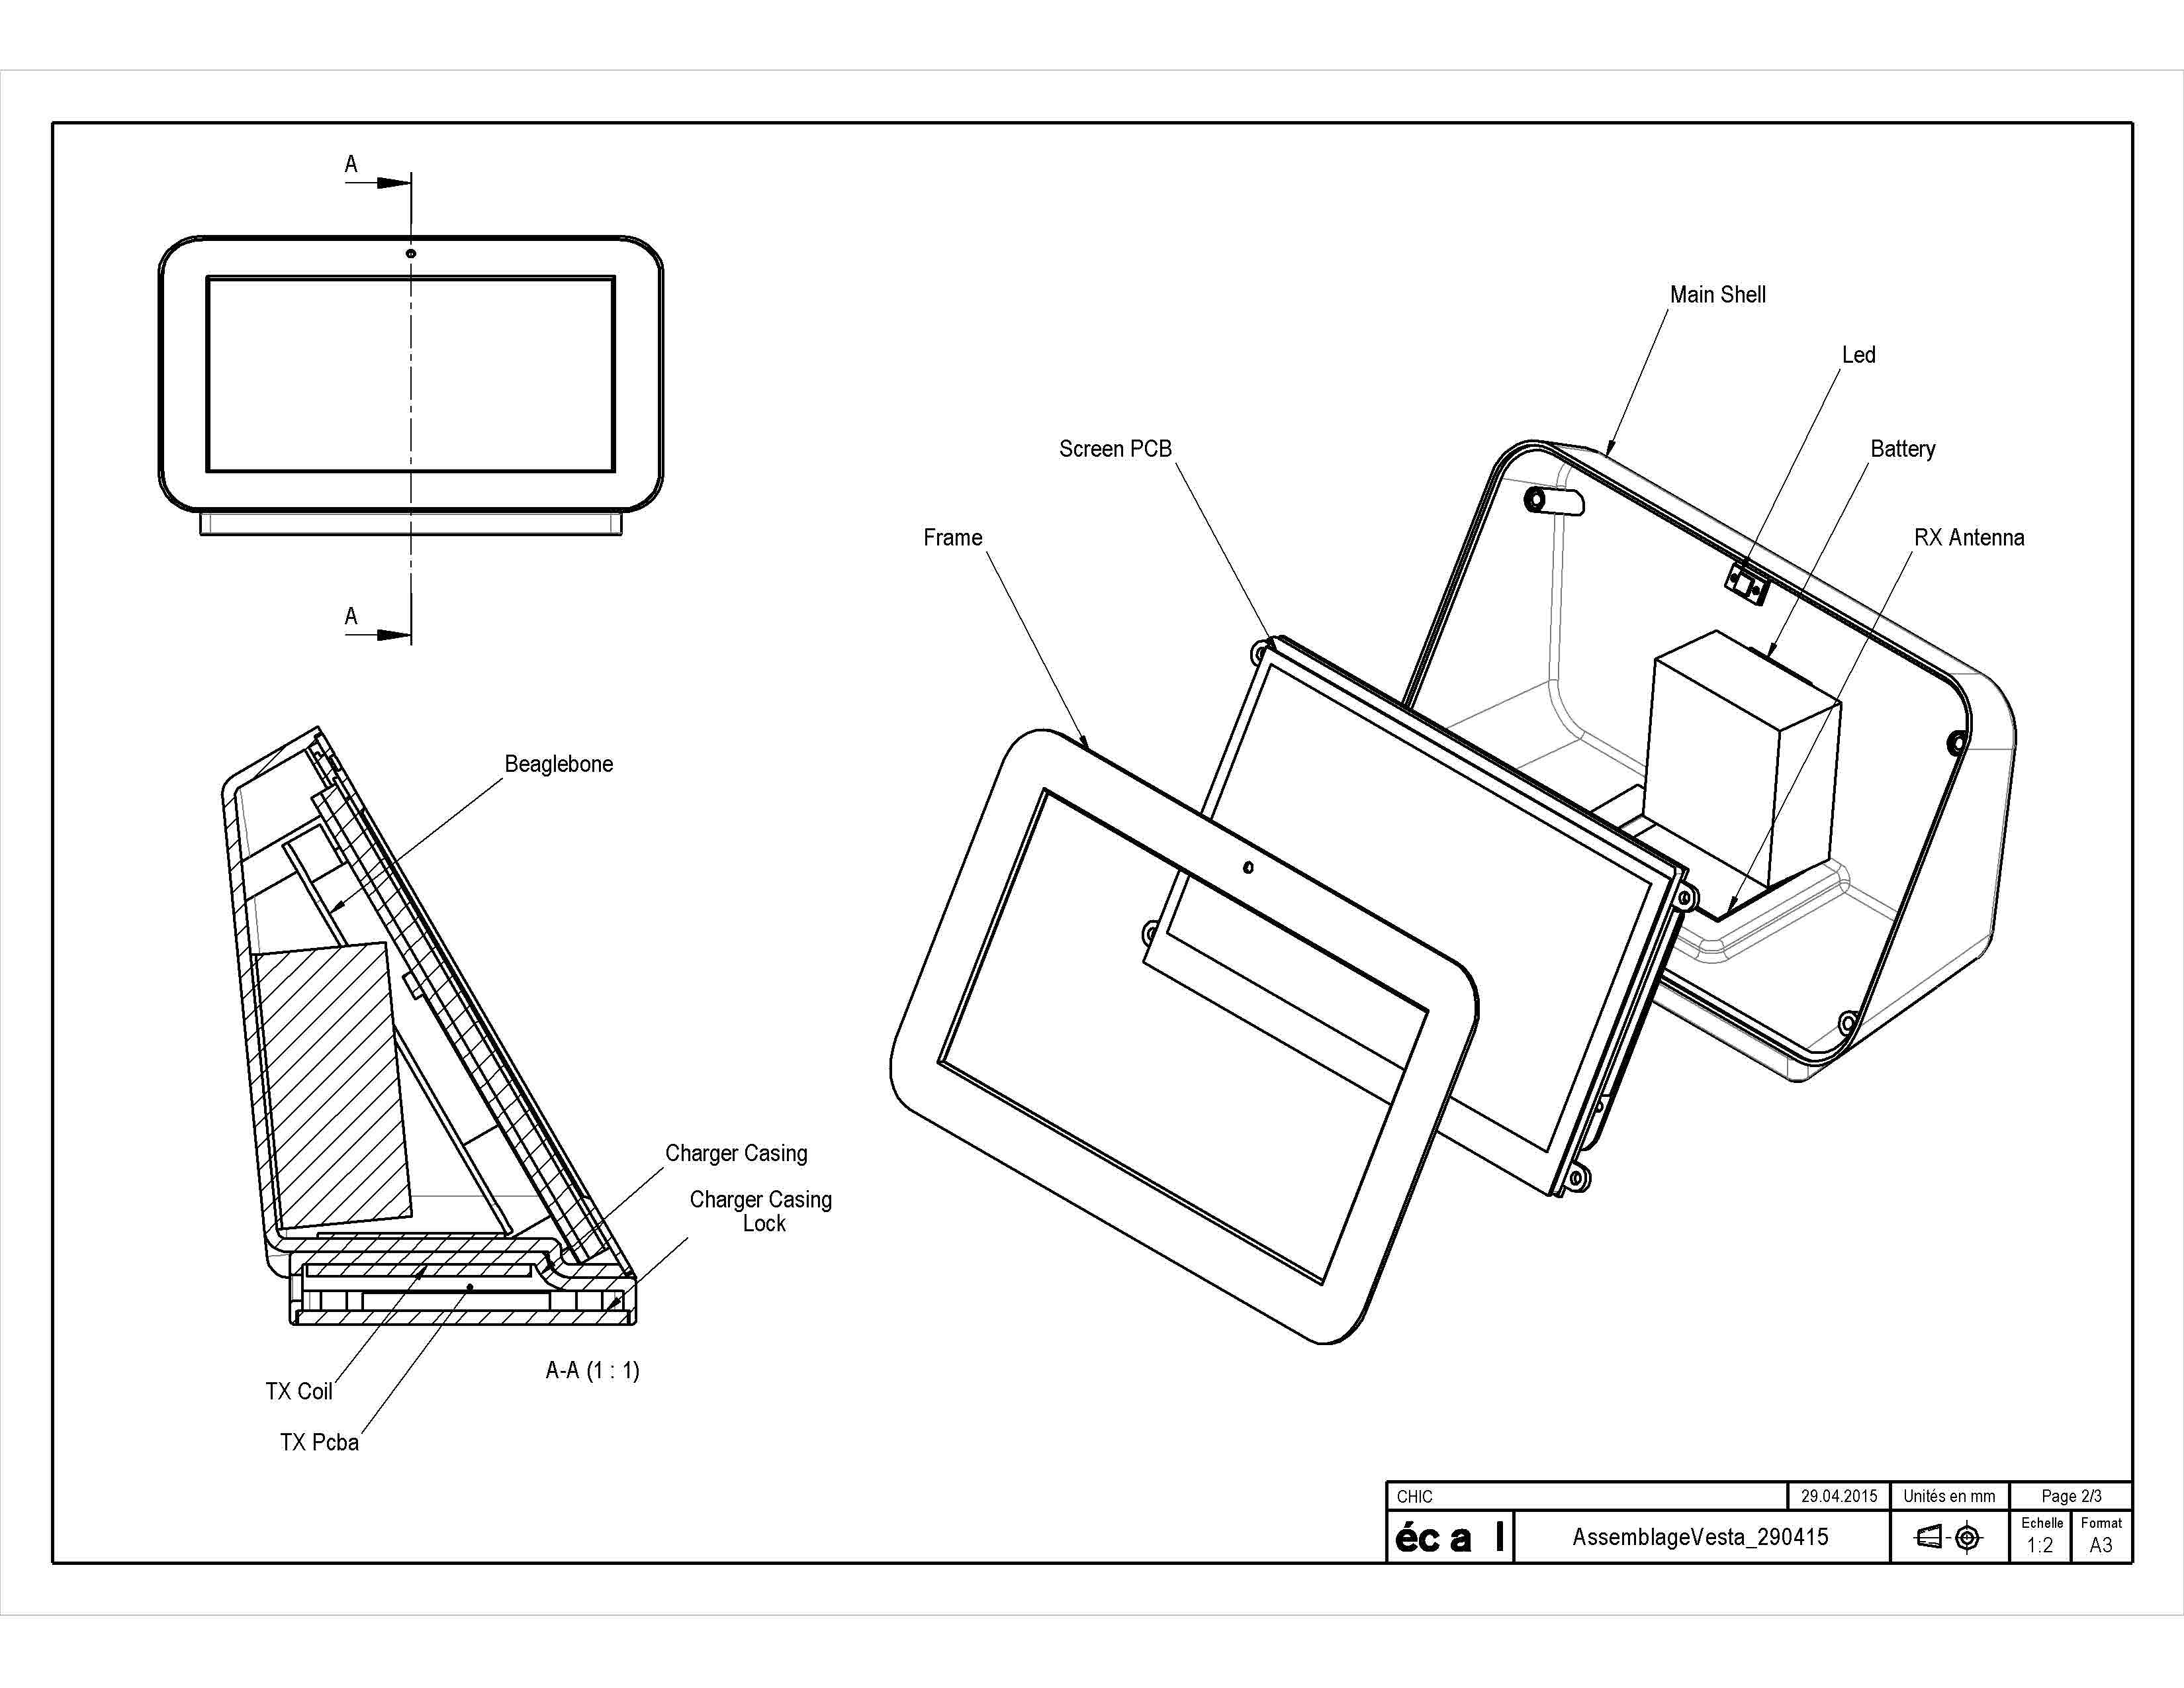 A
A
Main Shell
Led
Screen PCB
Battery
Frame
RX Antenna
Beaglebone
Charger Casing
Charger Casing
Lock
A-A (1 : 1)
TX Coil
TX Pcba
CHIC
29.04.2015
Unités en mm
Page 2/3
écal
AssemblageVesta_290415
Echelle
1:2
Format
A3